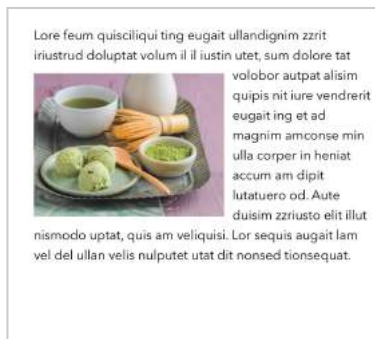 Lore feum quisciliqui ting eugait ullandignim zzrit
iriustrud doluptat volum il il iustin utet, sum dolore tat
volobor autpat alisim
quipis nit iure vendrerit
eugait ing et ad
magnim amconse min
ulla corper in heniat
accum am dipit
lutatuero od. Aute
duisim zzriusto elit illut
nismodo uptat, quis am veliquisi. Lor sequis augait lam
vel del ullan velis nulputet utat dit nonsed tionsequat.